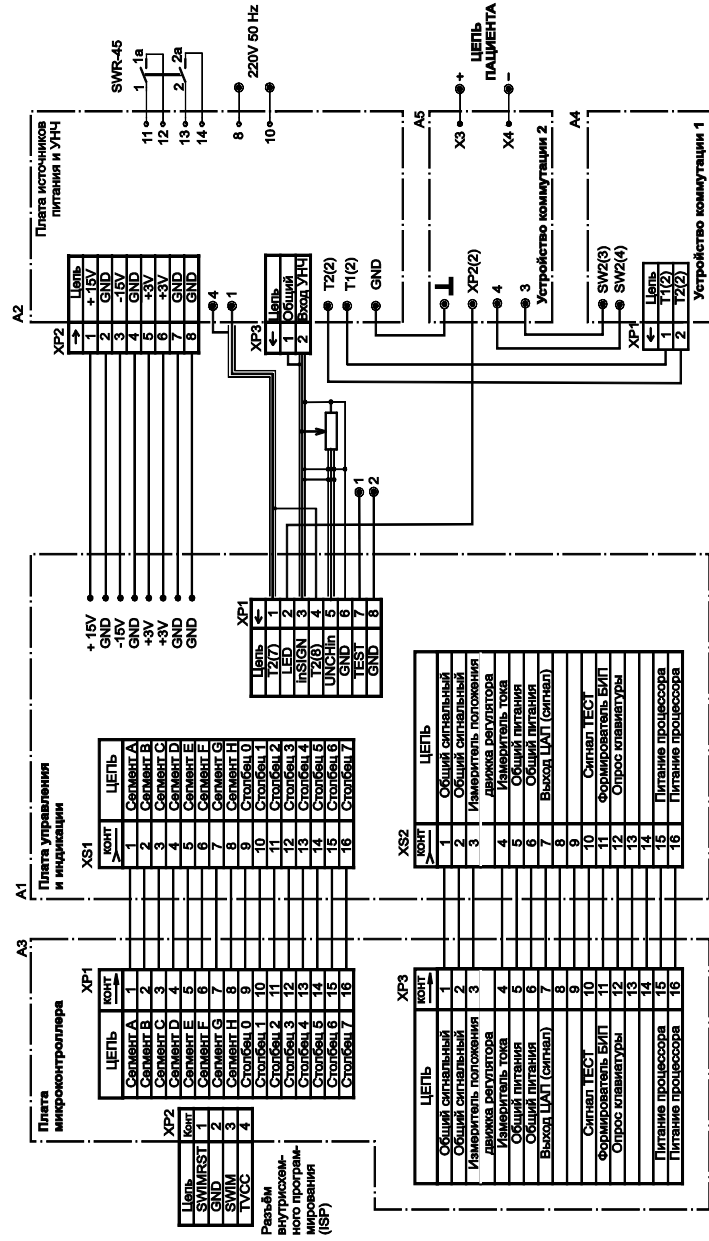 A3
Плата
микроконтроллера
XP1
ЦЕПЬ КОНТ
Сегмент A 1
Сегмент B 2
Сегмент C 3
Сегмент D 4
Сегмент E 5
Сегмент F 6
Сегмент G 7
Сегмент H 8
Столбец 0 9
Столбец 1 10
Столбец 2 11
Столбец 3 12
Столбец 4 13
Столбец 5 14
Столбец 6 15
Столбец 7 16
XP2
Цепь Конт
SWIMRST 1
GND 2
SWIM 3
TVCC 4
Разъём
внутрисхем-
ного програм-
мирования
(ISP)
XP3
ЦЕПЬ КОНТ
Общий сигнальный 1
Общий сигнальный 2
Измеритель положения 3
движка регулятора
Измеритель тока 4
Общий питания 5
Общий питания 6
Выход ЦАП (сигнал) 7
8
9
Сигнал ТЕСТ 10
Формирователь БИП 11
Опрос клавиатуры 12
13
14
Питание процессора 15
Питание процессора 16
A1
Плата управления
и индикации
XS1
КОНТ ЦЕПЬ
1 Сегмент A
2 Сегмент B
3 Сегмент C
4 Сегмент D
5 Сегмент E
6 Сегмент F
7 Сегмент G
8 Сегмент H
9 Столбец 0
10 Столбец 1
11 Столбец 2
12 Столбец 3
13 Столбец 4
14 Столбец 5
15 Столбец 6
16 Столбец 7
XS2
КОНТ ЦЕПЬ
1 Общий сигнальный
2 Общий сигнальный
3 Измеритель положения
движка регулятора
4 Измеритель тока
5 Общий питания
6 Общий питания
7 Выход ЦАП (сигнал)
8
9
10 Сигнал ТЕСТ
11 Формирователь БИП
12 Опрос клавиатуры
13
14
15 Питание процессора
16 Питание процессора
+ 15V
GND
-15V
GND
+3V
+3V
GND
GND
XP1
Цепь
T2(7) 1
LED 2
inSIGN 3
T2(8) 4
UNCHin 5
GND 6
TEST 7
GND 8
1
2
A2
Плата источников
питания и УНЧ
XP2
Цепь
1 + 15V
2 GND
3 -15V
4 GND
5 +3V
6 +3V
7 GND
8 GND
4
1
XP3
Цепь
1 Общий
2 Вход УНЧ
T2(2)
T1(2)
GND
SWR-45
1 1a
2 2a
11
12
13
14
8
10
220V 50 Hz
A5
XP2(2)
4
3
Устройство коммутации 2
X3 +
X4 -
ЦЕПЬ
ПАЦИЕНТА
A4
SW2(3)
SW2(4)
XP1
Цепь
1 T1(2)
2 T2(2)
Устройство коммутации 1